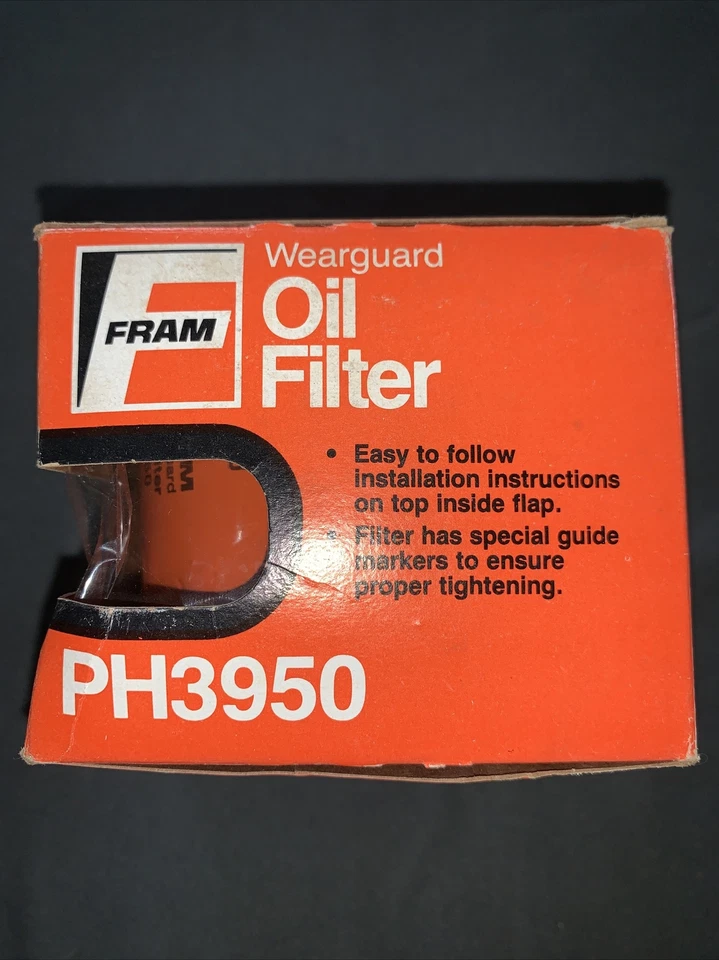 FRAM
Wearguard
Oil
Filter
• Easy to follow
installation instructions
on top inside flap.
• Filter has special guide
markers to ensure
proper tightening.
PH3950